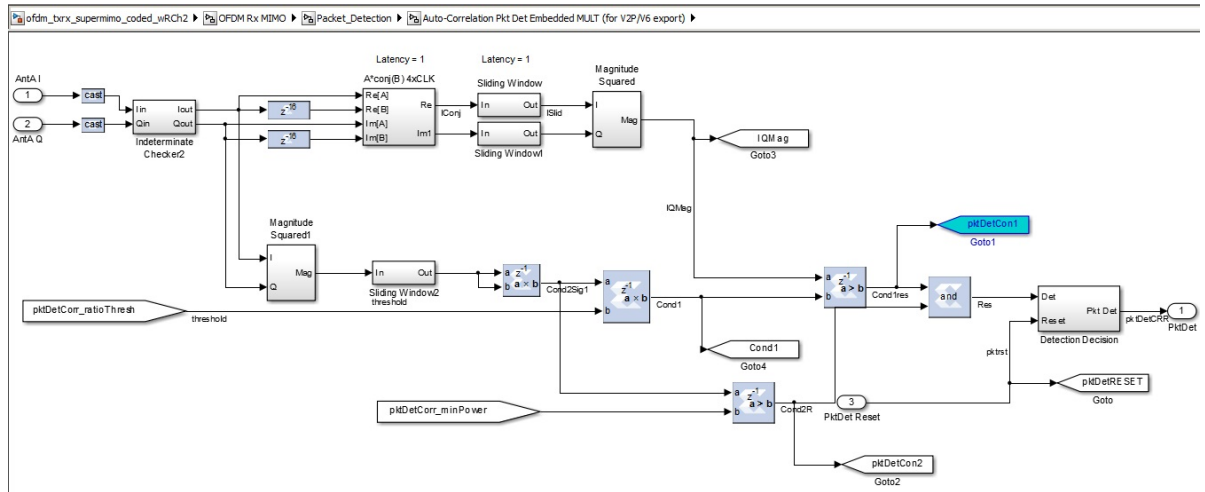 ofdm_txrx_supermimo_coded_wRCh2 ▶ OFDM Rx MIMO ▶ Packet_Detection ▶ Auto-Correlation Pkt Det Embedded MULT (for V2P/V6 export) ▶
Latency = 1
Latency = 1
AntA I
1
cast
2
cast
AntA Q
Iin
Iout
Qin
Qout
Indeterminate
Checker2
z-16
z-16
A*conj(B) 4xCLK
Re[A]
Re[B]
Im[A]
Im[B]
Re
Im1
IConj
Sliding Window
In
Out
ISlid
In
Out
Sliding Window1
Magnitude
Squared
I
Q
Mag
IQMag
Goto3
IQMag
Magnitude
Squared1
I
Q
Mag
In
Out
Sliding Window2
threshold
a
b
z-1
a × b
Cond2Sig1
a
b
z-1
a × b
Cond1
pktDetCorr_ratioThresh
threshold
Cond1
Goto4
pktDetCon1
Goto1
a
b
z-1
a > b
Cond1res
and
Res
Det
Reset
Pkt Det
Detection Decision
pktDetCRR
1
PktDet
pktrst
pktDetRESET
Goto
pktDetCorr_minPower
a
b
z-1
a > b
Cond2R
3
PktDet Reset
pktDetCon2
Goto2